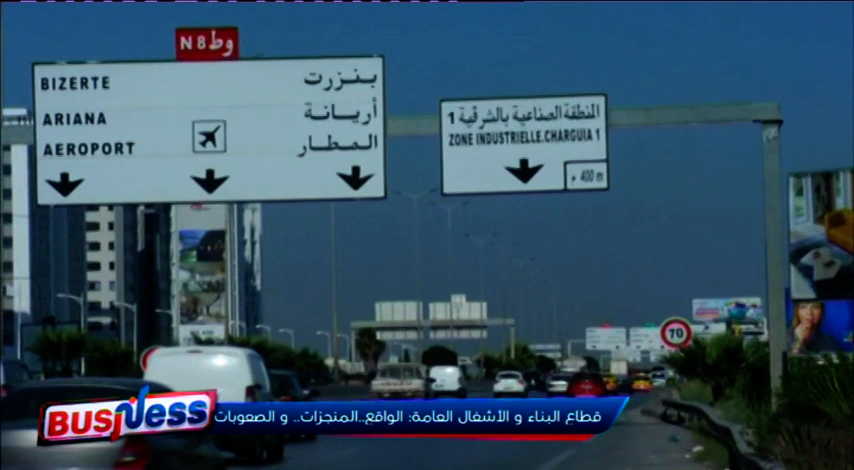 N8 وط
BIZERTE بنزرت
ARIANA أريانة
AEROPORT المطار
المنطقة الصناعية بالشرقية 1
ZONE INDUSTRIELLE.CHARGUIA 1
400 m م
70
BUSINESS
قطاع البناء و الأشغال العامة: الواقع..المنجزات.. و الصعوبات